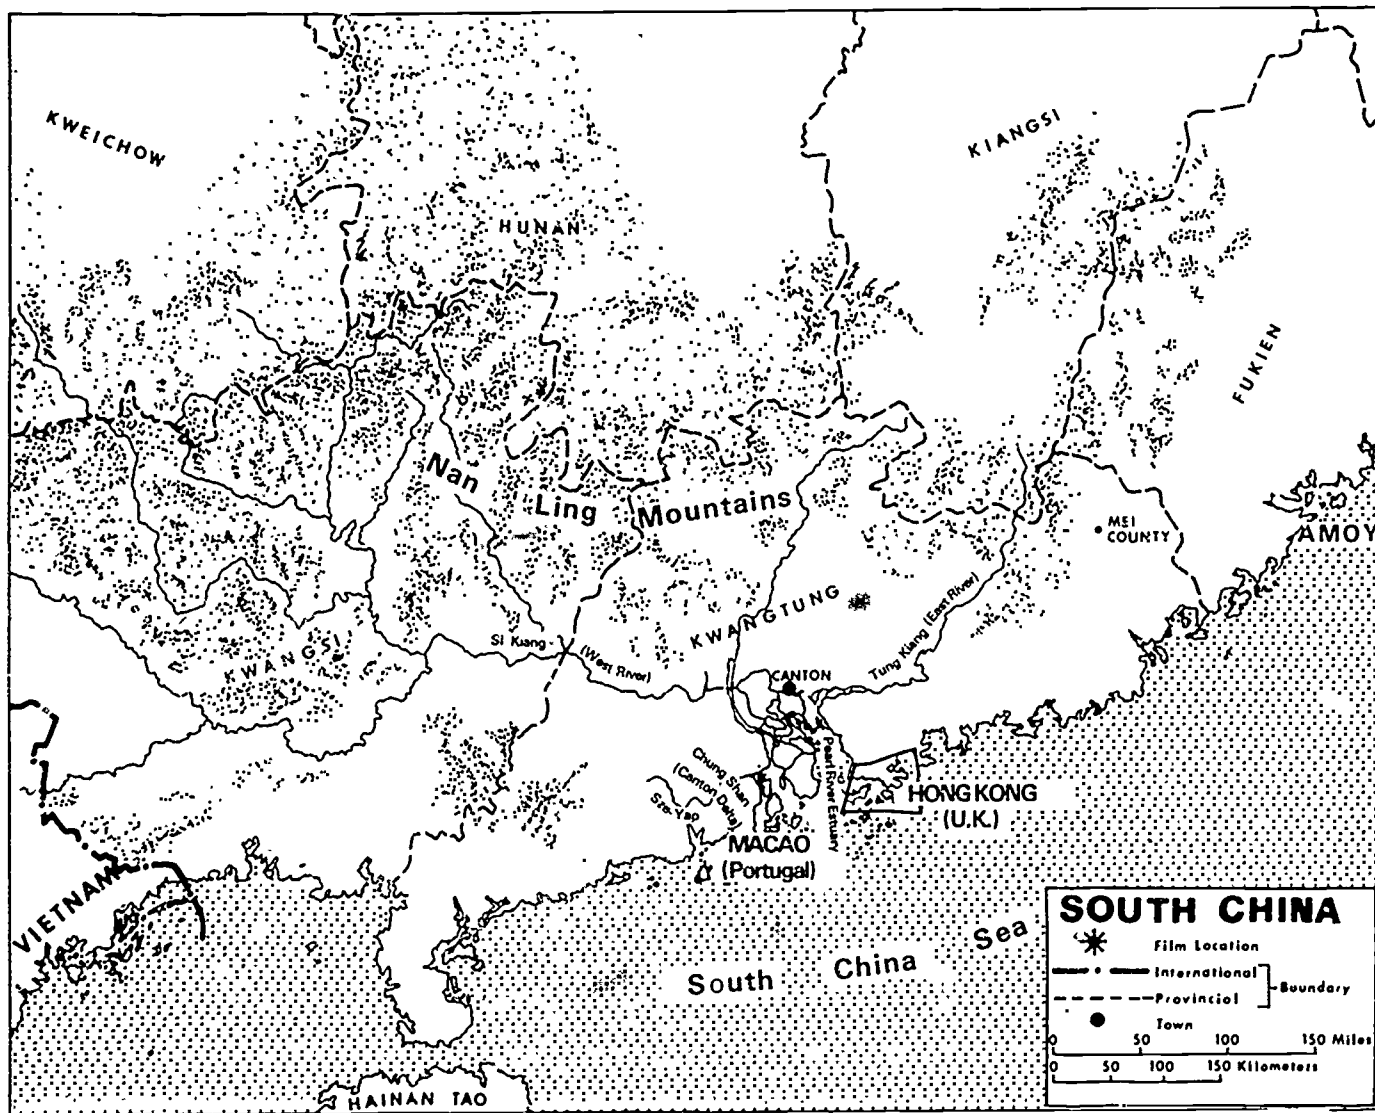 KWEICHOW
KIANGSI
HUNAN
FUKIEN
Nan Ling Mountains
MEI
COUNTY
AMOY
KWANGTUNG
Tung Kiang (East River)
Si Kiang (West River)
KWANGSI
CANTON
Pearl River Estuary
Chung Shan
(Canton Delta)
Sze-Yap
HONG KONG
(U.K.)
MACAO
(Portugal)
VIETNAM
South China Sea
HAINAN TAO
SOUTH CHINA
Film Location
International
Provincial
Boundary
Town
0 50 100 150 Miles
0 50 100 150 Kilometers